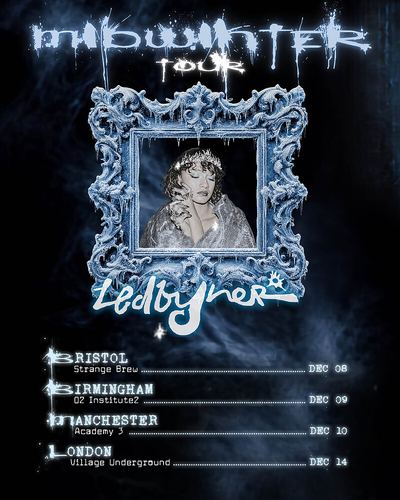 MIDWINTER
TOUR
Ledbyher
BRISTOL
Strange Brew DEC 08
BIRMINGHAM
O2 Institute2 DEC 09
MANCHESTER
Academy 3 DEC 10
LONDON
Village Underground DEC 14